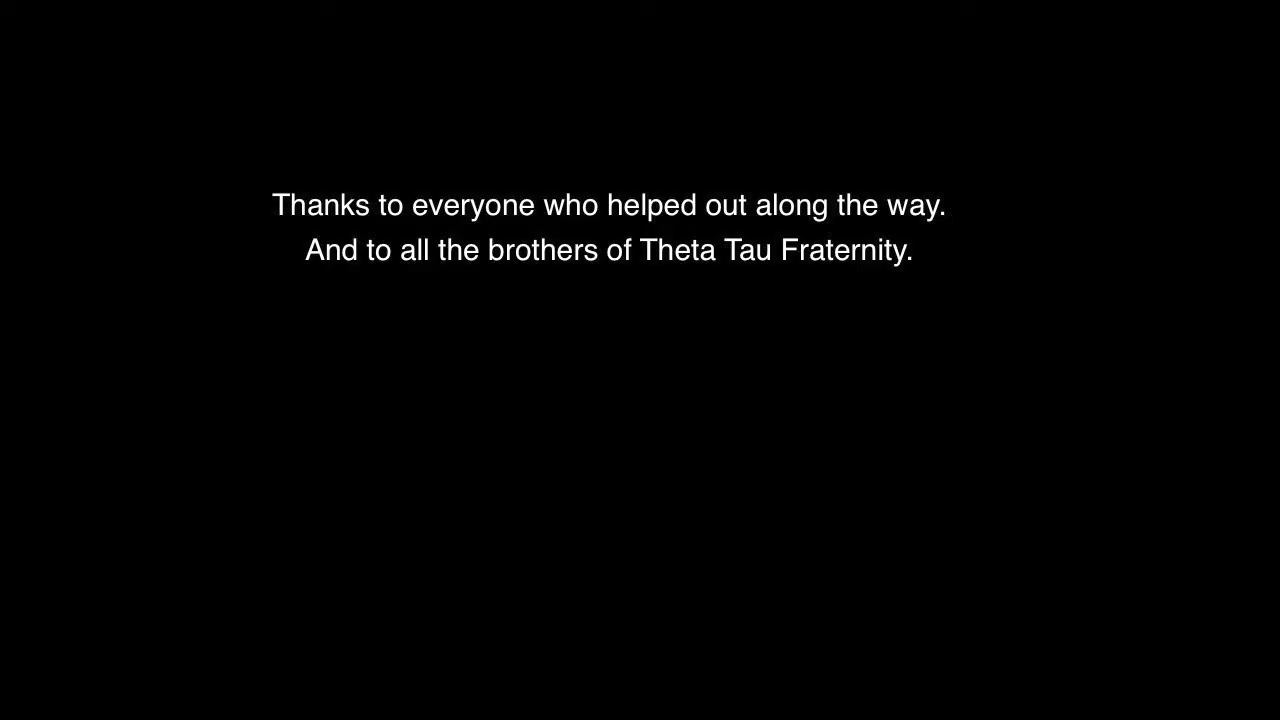 Thanks to everyone who helped out along the way.
And to all the brothers of Theta Tau Fraternity.